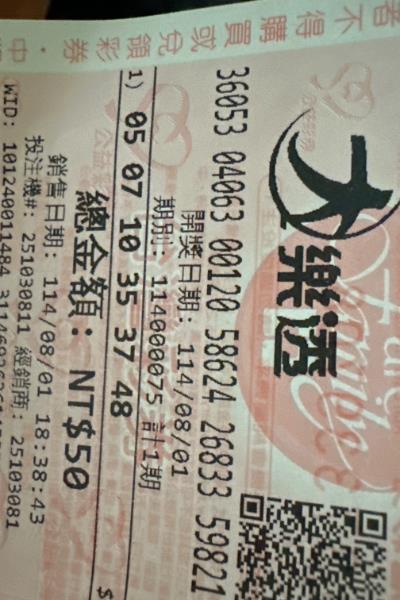 者不得購買或兌領彩券．中
大樂透
36053 04063 00120 58624 26833 59821
開獎日期: 114/08/01
期別: 114000075 計1期
1) 05 07 10 35 37 48
總金額: NT$50
銷售日期: 114/08/01 18:38:43
投注機#: 251030811 經銷商: 25103081
WID: 101240011484